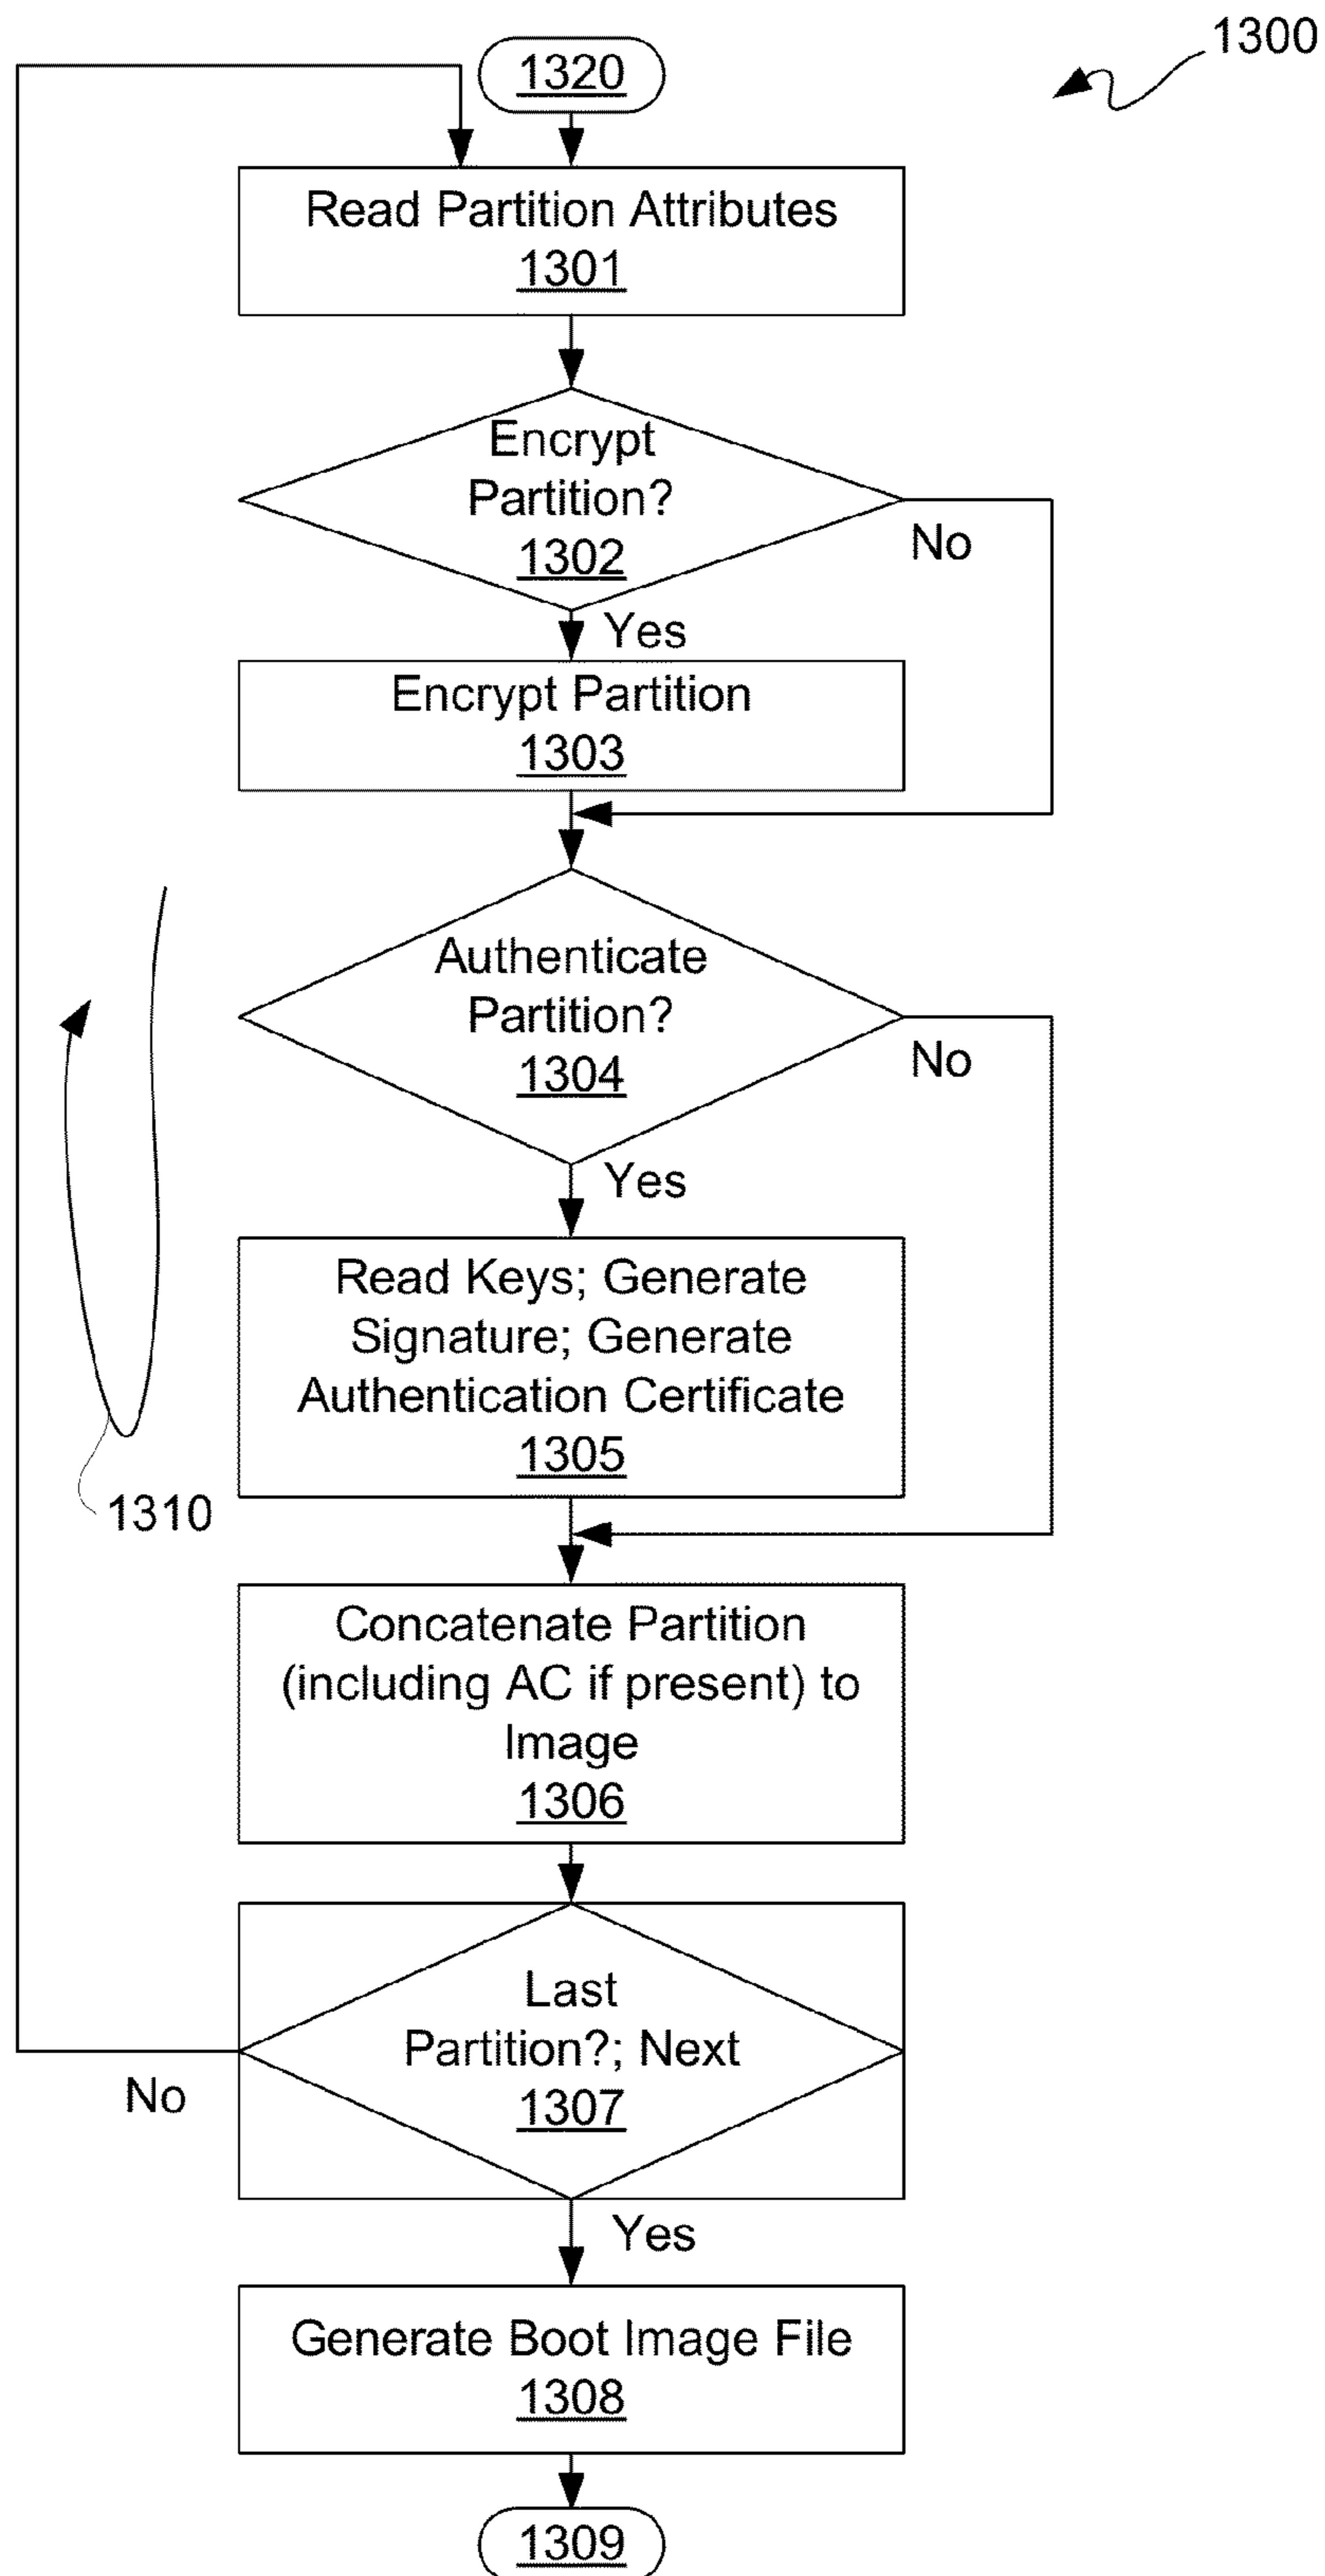 1300
1320
Read Partition Attributes
1301
Encrypt
Partition?
1302
No
Yes
Encrypt Partition
1303
Authenticate
Partition?
1304
No
Yes
Read Keys; Generate
Signature; Generate
Authentication Certificate
1305
1310
Concatenate Partition
(including AC if present) to
Image
1306
Last
Partition?; Next
1307
No
Yes
Generate Boot Image File
1308
1309